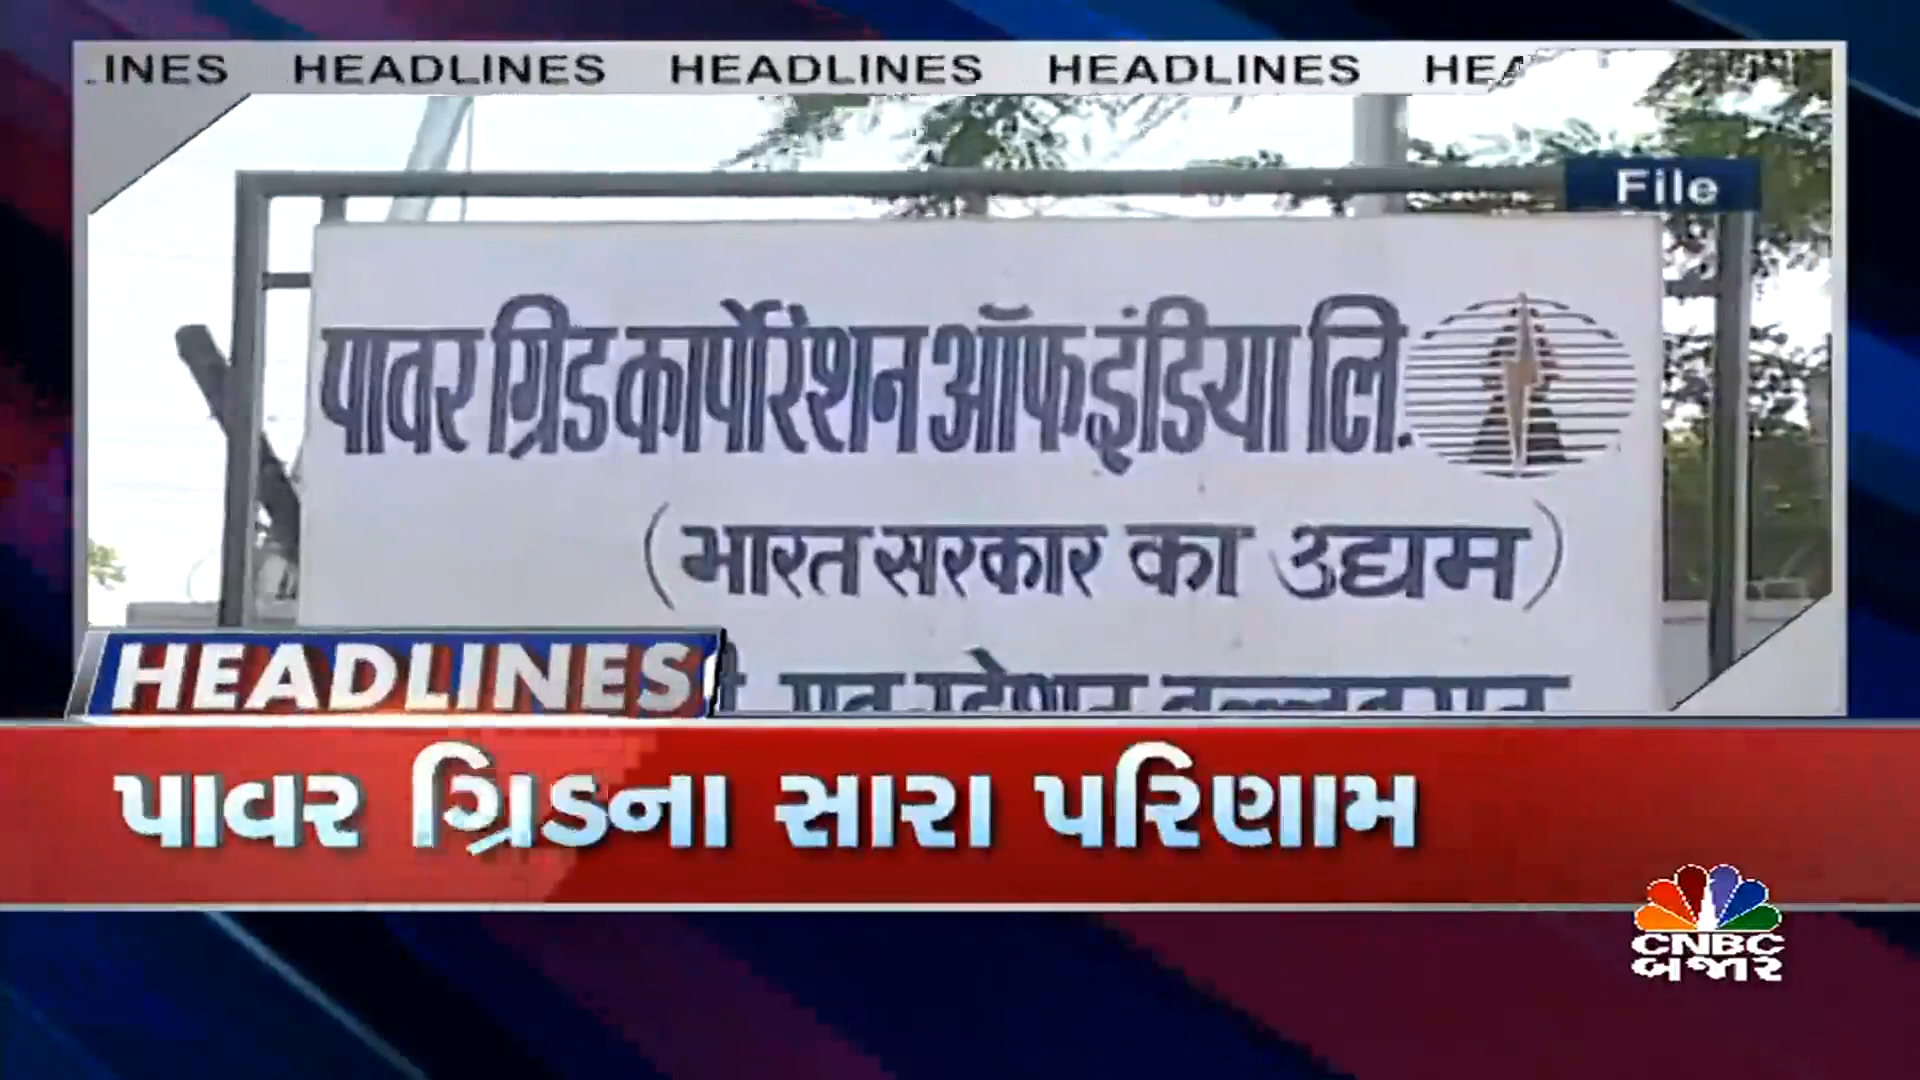 HEADLINES HEADLINES HEADLINES
File
पावर ग्रिड कार्पोरेशन ऑफ इंडिया लि.
(भारत सरकार का उद्यम)
HEADLINES
પાવર ગ્રિડના સારા પરિણામ
CNBC
બજાર